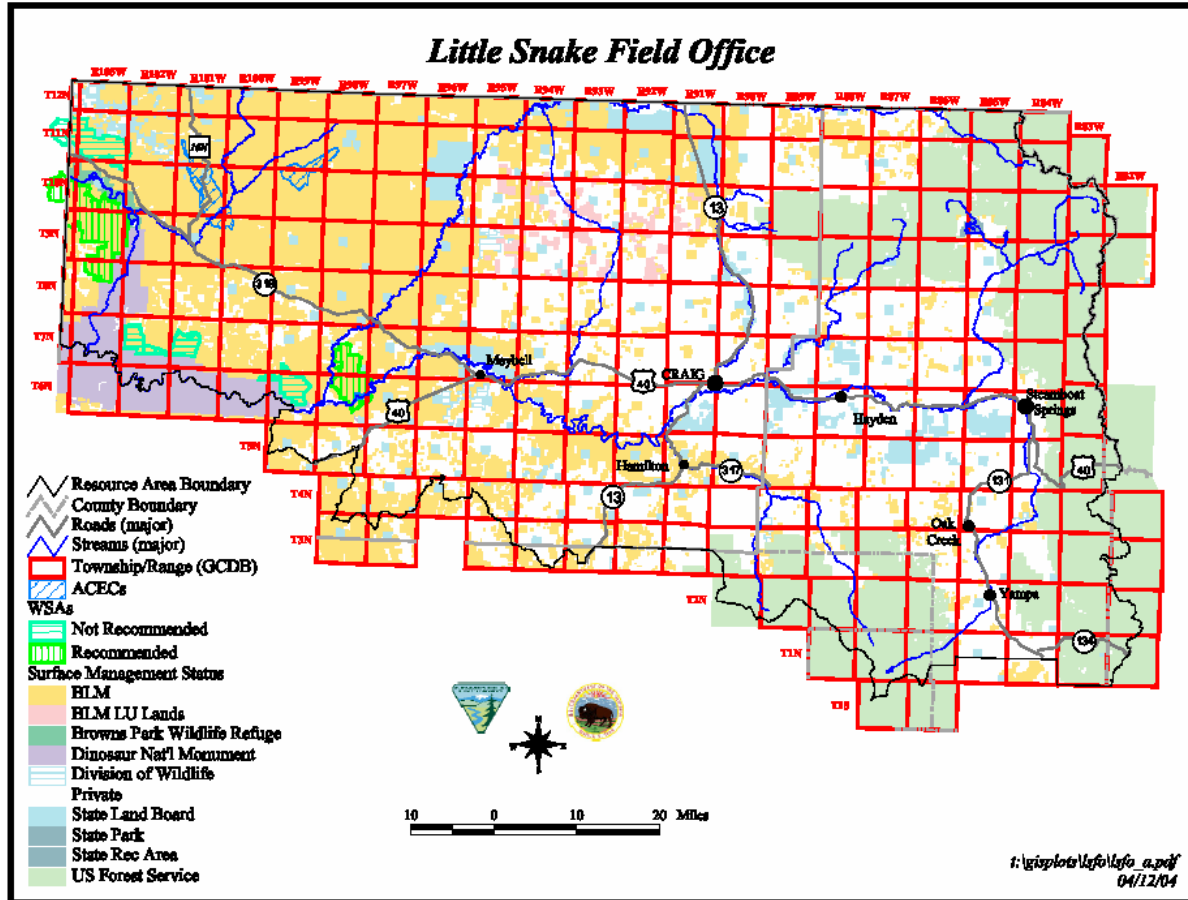 Little Snake Field Office
R103W R102W R101W R100W R99W R98W R97W R96W R95W R94W R93W R92W R91W R90W R89W R88W R87W R86W R85W R84W
T12N
R83W
T11N
T10N
R82W
13
T9N
318
T8N
T7N
Maybell
CRAIG
40
T6N
40
Hayden
Steamboat
Springs
T5N
Hamilton
317
40
131
T4N
13
Oak
Creek
T3N
Yampa
T2N
134
T1N
Resource Area Boundary
County Boundary
Roads (major)
Streams (major)
Township/Range (GCDB)
ACECs
WSAs
Not Recommended
Recommended
Surface Management Status
BLM
BLM LU Lands
Browns Park Wildlife Refuge
Dinosaur Nat'l Monument
Division of Wildlife
Private
State Land Board
State Park
State Rec Area
US Forest Service
N
W E
S
10 0 10 20 Miles
t:\gisplots\lsfo\lsfo_a.pdf
04/12/04